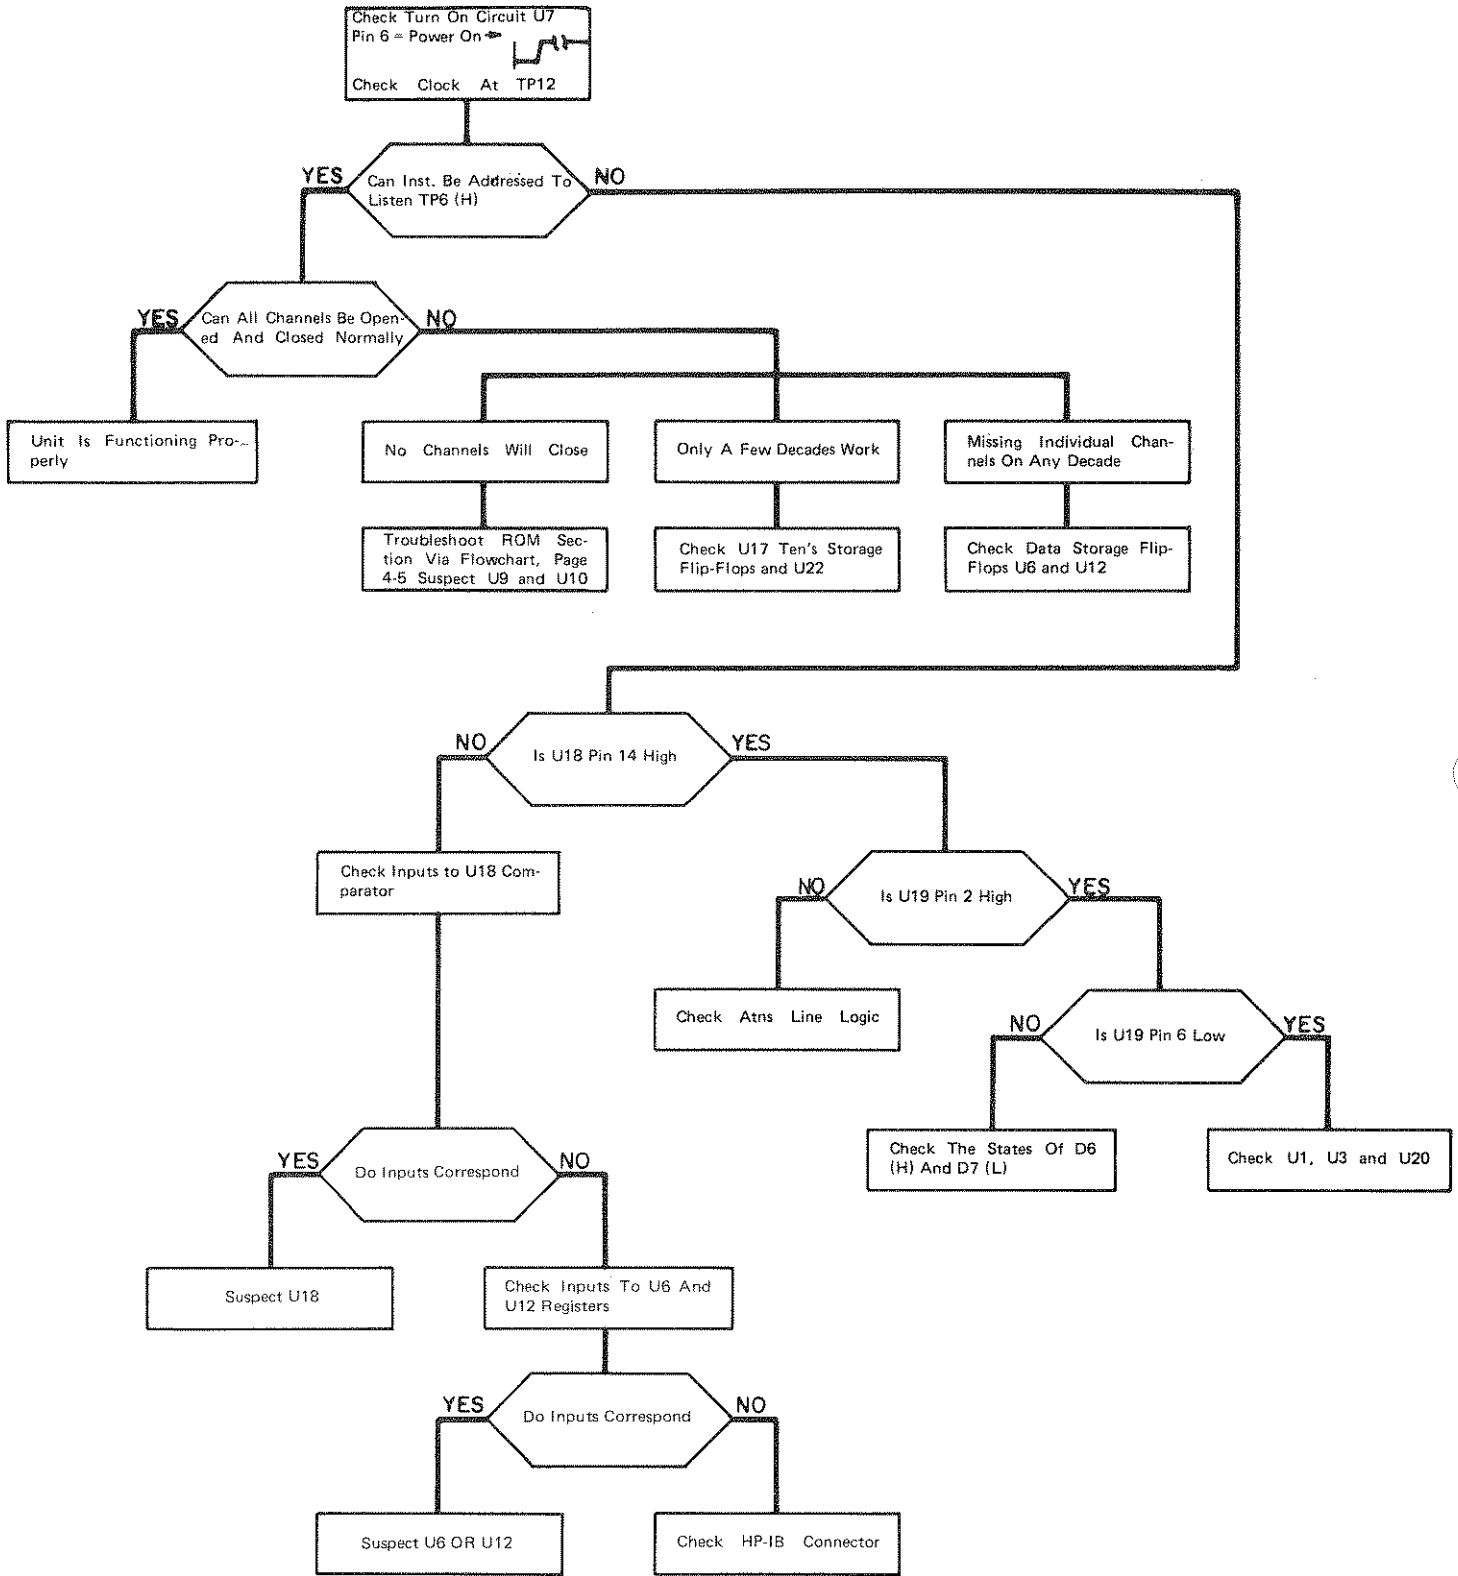 Check Turn On Circuit U7
Pin 6 = Power On
Check Clock At TP12
YES
NO
Can Inst. Be Addressed To
Listen TP6 (H)
YES
NO
Can All Channels Be Open-
ed And Closed Normally
Unit Is Functioning Pro-
perly
No Channels Will Close
Only A Few Decades Work
Missing Individual Chan-
nels On Any Decade
Troubleshoot ROM Sec-
tion Via Flowchart, Page
4-5 Suspect U9 and U10
Check U17 Ten's Storage
Flip-Flops and U22
Check Data Storage Flip-
Flops U6 and U12
NO
YES
Is U18 Pin 14 High
Check Inputs to U18 Com-
parator
NO
YES
Is U19 Pin 2 High
Check Atns Line Logic
NO
YES
Is U19 Pin 6 Low
Check The States Of D6
(H) And D7 (L)
Check U1, U3 and U20
YES
NO
Do Inputs Correspond
Suspect U18
Check Inputs To U6 And
U12 Registers
YES
NO
Do Inputs Correspond
Suspect U6 OR U12
Check HP-IB Connector